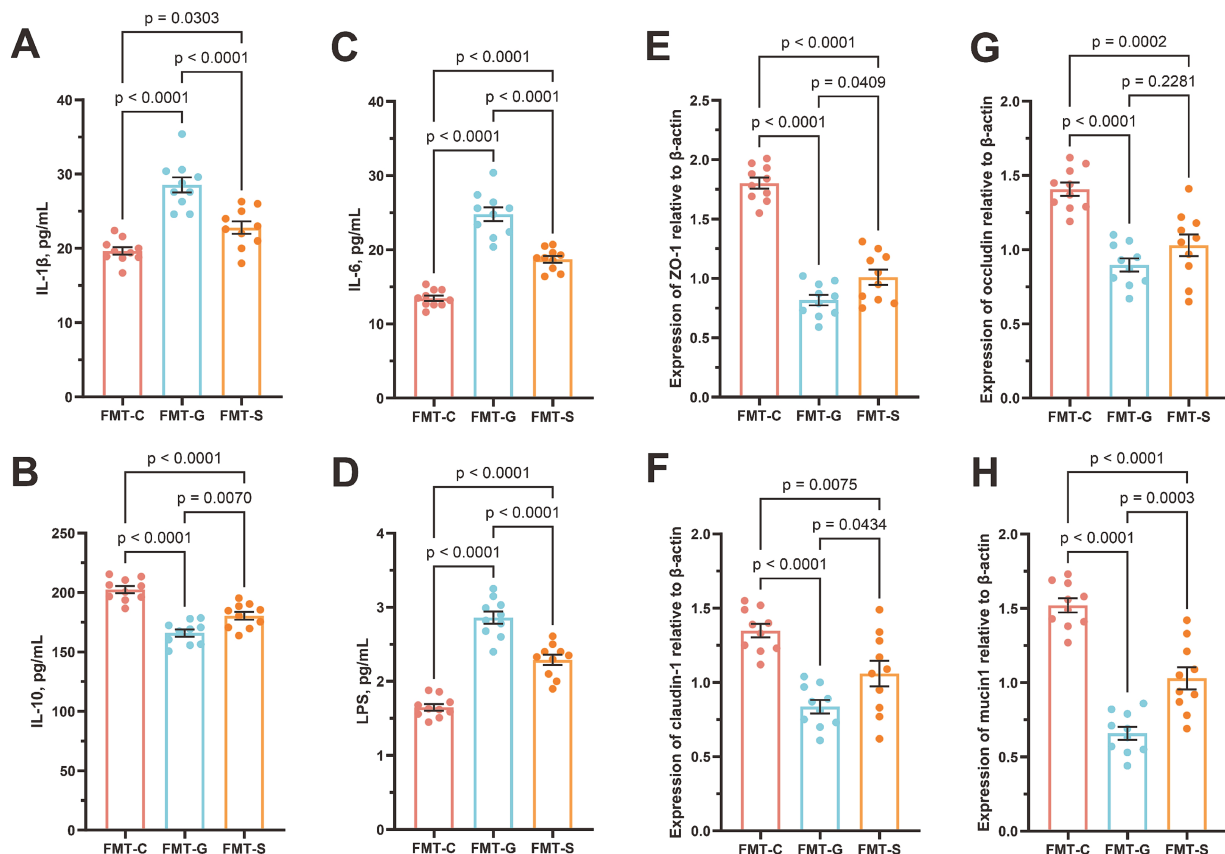 A
p = 0.0303
p < 0.0001
p < 0.0001
IL-1β, pg/mL
40
30
20
10
0
FMT-C FMT-G FMT-S
C
p < 0.0001
p < 0.0001
p < 0.0001
IL-6, pg/mL
40
30
20
10
0
FMT-C FMT-G FMT-S
E
p < 0.0001
p = 0.0409
p < 0.0001
Expression of ZO-1 relative to β-actin
2.5
2.0
1.5
1.0
0.5
0.0
FMT-C FMT-G FMT-S
G
p = 0.0002
p = 0.2281
p < 0.0001
Expression of occludin relative to β-actin
2.0
1.5
1.0
0.5
0.0
FMT-C FMT-G FMT-S
B
p < 0.0001
p = 0.0070
p < 0.0001
IL-10, pg/mL
250
200
150
100
50
0
FMT-C FMT-G FMT-S
D
p < 0.0001
p < 0.0001
p < 0.0001
LPS, pg/mL
4
3
2
1
0
FMT-C FMT-G FMT-S
F
p = 0.0075
p = 0.0434
p < 0.0001
Expression of claudin-1 relative to β-actin
2.0
1.5
1.0
0.5
0.0
FMT-C FMT-G FMT-S
H
p < 0.0001
p = 0.0003
p < 0.0001
Expression of mucin1 relative to β-actin
2.0
1.5
1.0
0.5
0.0
FMT-C FMT-G FMT-S